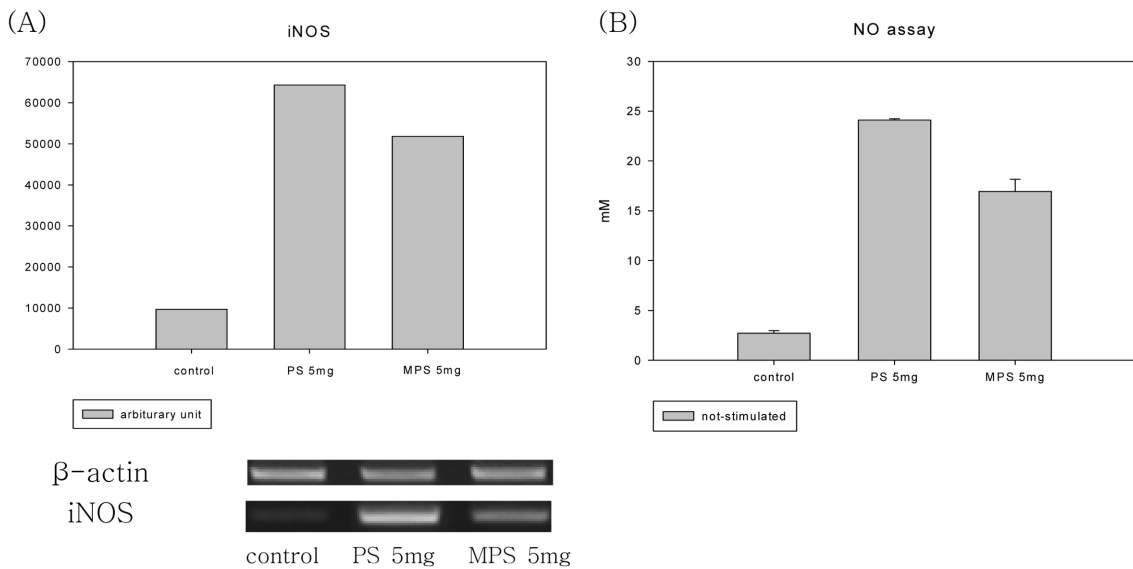 (A)
iNOS
70000
60000
50000
40000
30000
20000
10000
0
control PS 5mg MPS 5mg
arbiturary unit
β-actin
iNOS
control PS 5mg MPS 5mg
(B)
NO assay
30
25
20
15
10
5
0
mM
control PS 5mg MPS 5mg
not-stimulated